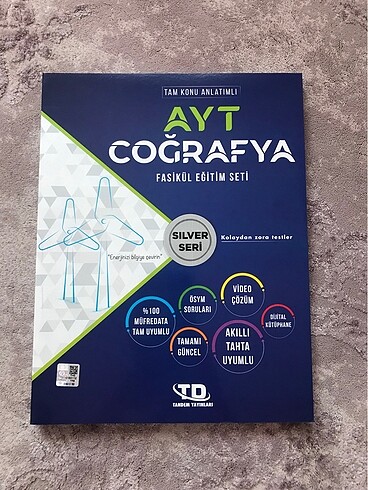 TAM KONU ANLATIMLI
AYT
COĞRAFYA
FASİKÜL EĞİTİM SETİ
SILVER
SERİ
Kolaydan zora testler
"Enerjinizi bilgiye çevirin"
%100
MÜFREDATA
TAM UYUMLU
ÖSYM
SORULARI
TAMAMI
GÜNCEL
VİDEO
ÇÖZÜM
AKILLI
TAHTA
UYUMLU
DİJİTAL
KÜTÜPHANE
TD
TANDEM YAYINLARI